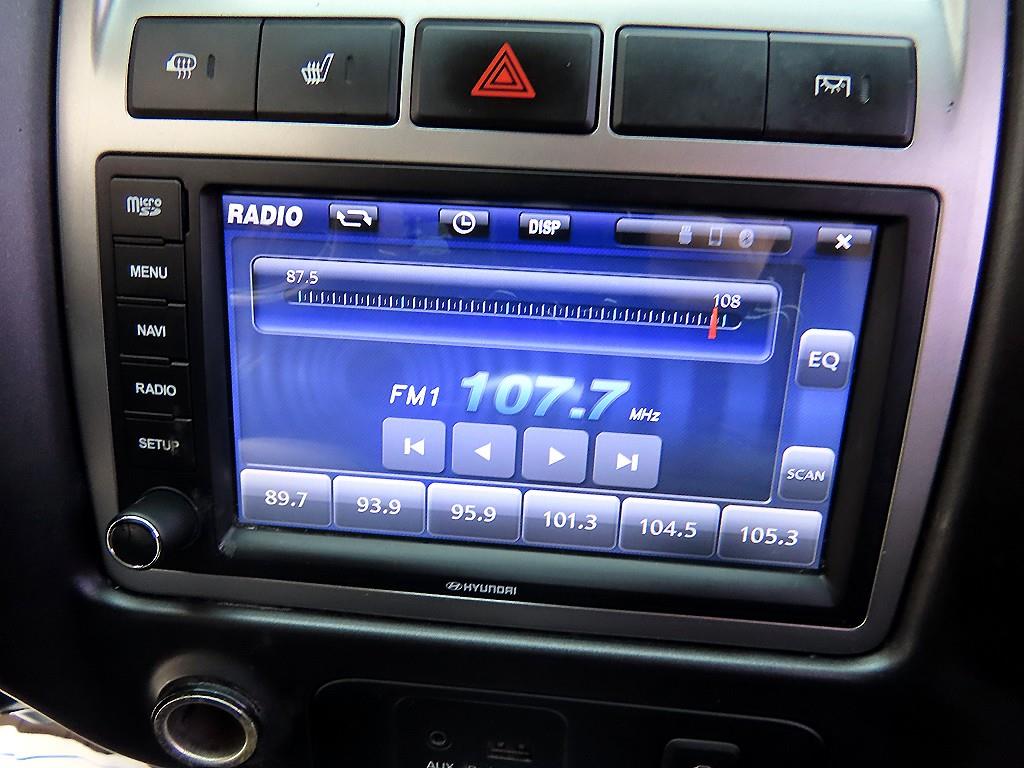 micro SD
RADIO DISP
MENU
87.5 108
NAVI
EQ
RADIO
FM1 107.7 MHz
SETUP
SCAN
89.7 93.9 95.9 101.3 104.5 105.3
HYUNDAI
AUX